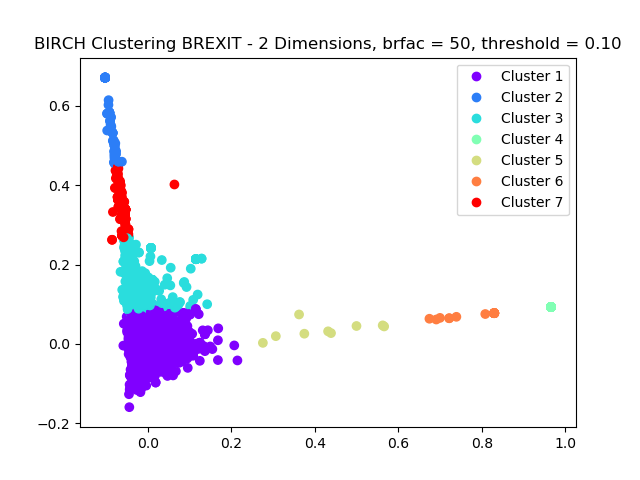 BIRCH Clustering BREXIT - 2 Dimensions, brfac = 50, threshold = 0.10
Cluster 1
Cluster 2
Cluster 3
Cluster 4
Cluster 5
Cluster 6
Cluster 7
0.6
0.4
0.2
0.0
−0.2
0.0 0.2 0.4 0.6 0.8 1.0